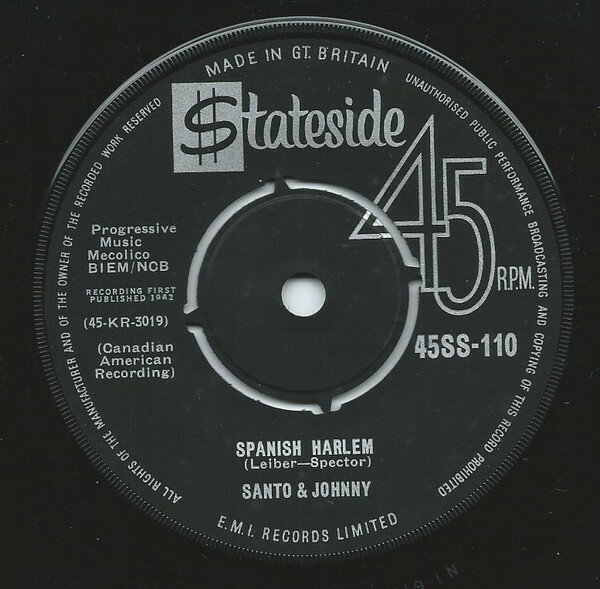 MADE IN GT. BRITAIN
UNAUTHORISED PUBLIC PERFORMANCE BROADCASTING AND COPYING OF THIS RECORD PROHIBITED
ALL RIGHTS OF THE MANUFACTURER AND OF THE OWNER OF THE RECORDED WORK RESERVED
$tateside
45
R.P.M.
Progressive
Music
Mecolico
BIEM/NCB
RECORDING FIRST
PUBLISHED 1962
(45-KR-3019)
(Canadian
American
Recording)
45SS-110
SPANISH HARLEM
(Leiber—Spector)
SANTO & JOHNNY
E.M.I. RECORDS LIMITED